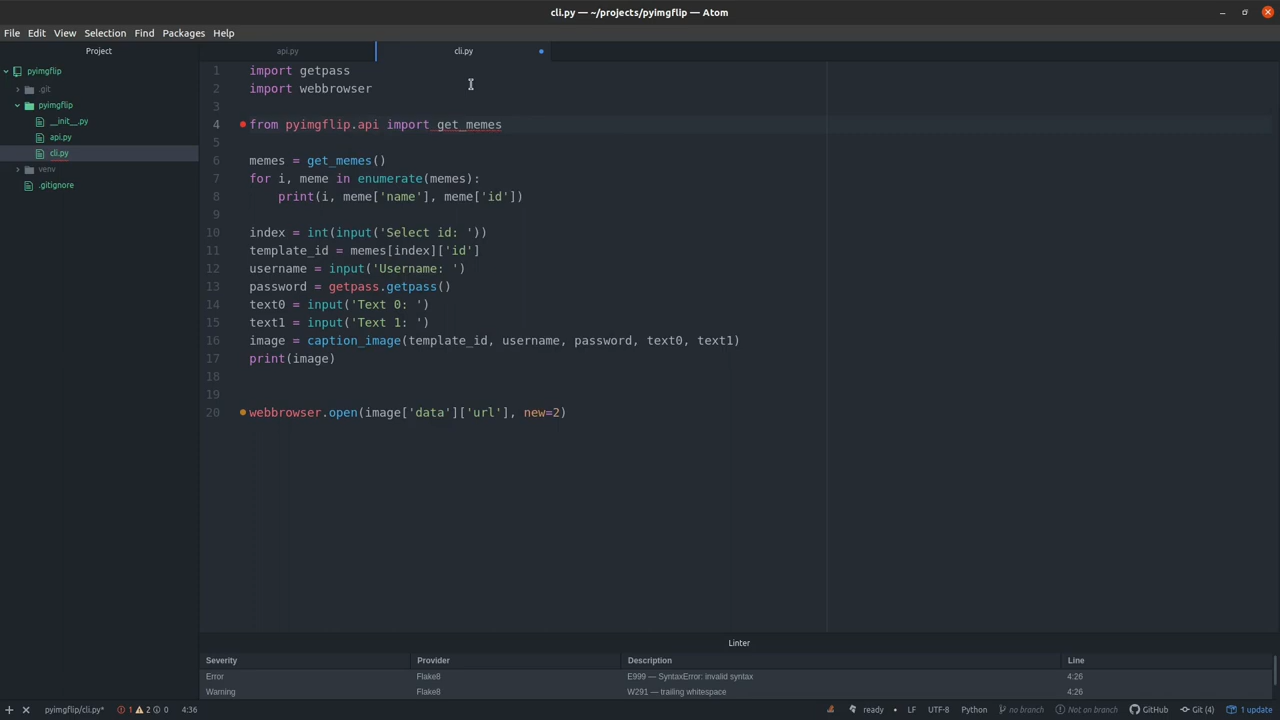 cli.py — ~/projects/pyimgflip — Atom
File Edit View Selection Find Packages Help
Project
api.py
cli.py
pyimgflip
.git
pyimgflip
__init__.py
api.py
cli.py
venv
.gitignore
1 import getpass
2 import webbrowser
3
4 from pyimgflip.api import get_memes
5
6 memes = get_memes()
7 for i, meme in enumerate(memes):
8     print(i, meme['name'], meme['id'])
9
10 index = int(input('Select id: '))
11 template_id = memes[index]['id']
12 username = input('Username: ')
13 password = getpass.getpass()
14 text0 = input('Text 0: ')
15 text1 = input('Text 1: ')
16 image = caption_image(template_id, username, password, text0, text1)
17 print(image)
18
19
20 webbrowser.open(image['data']['url'], new=2)
Linter
Severity Provider Description Line
Error Flake8 E999 — SyntaxError: invalid syntax 4:26
Warning Flake8 W291 — trailing whitespace 4:26
pyimgflip/cli.py* 1 2 0 4:36 ready LF UTF-8 Python no branch Not on branch GitHub Git (4) 1 update